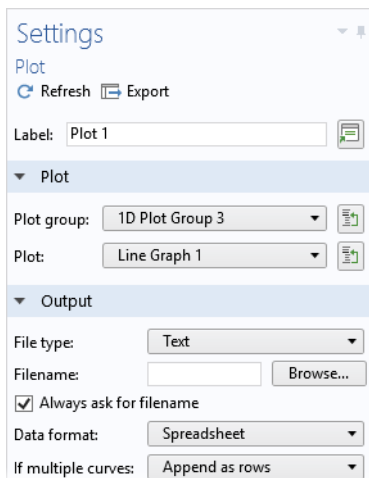 Settings
Plot
Refresh Export
Label: Plot 1
Plot
Plot group: 1D Plot Group 3
Plot: Line Graph 1
Output
File type: Text
Filename: Browse...
Always ask for filename
Data format: Spreadsheet
If multiple curves: Append as rows